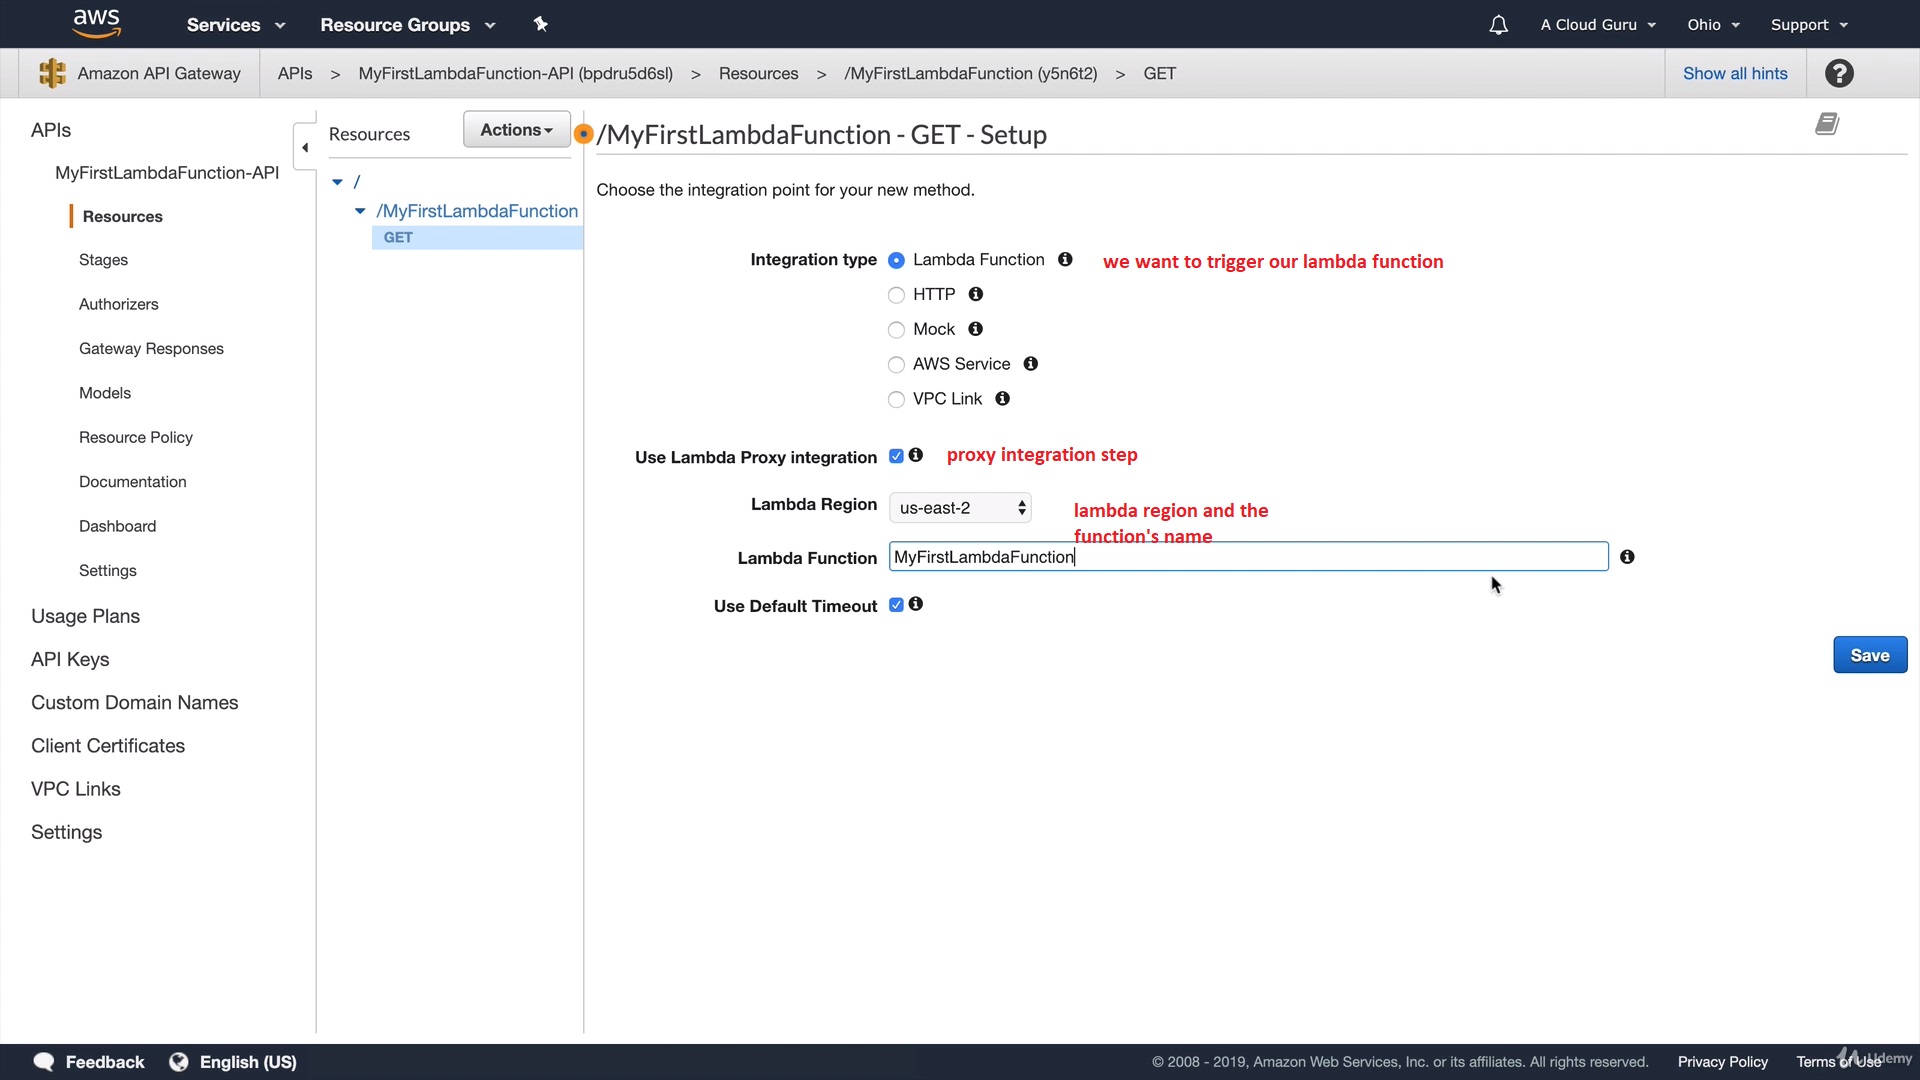 aws Services Resource Groups A Cloud Guru Ohio Support
Amazon API Gateway APIs > MyFirstLambdaFunction-API (bpdru5d6sl) > Resources > /MyFirstLambdaFunction (y5n6t2) > GET Show all hints ?
APIs
MyFirstLambdaFunction-API
Resources
Stages
Authorizers
Gateway Responses
Models
Resource Policy
Documentation
Dashboard
Settings
Usage Plans
API Keys
Custom Domain Names
Client Certificates
VPC Links
Settings
Resources Actions
/
/MyFirstLambdaFunction
GET
/MyFirstLambdaFunction - GET - Setup
Choose the integration point for your new method.
Integration type Lambda Function we want to trigger our lambda function
HTTP
Mock
AWS Service
VPC Link
Use Lambda Proxy integration proxy integration step
Lambda Region us-east-2 lambda region and the
function's name
Lambda Function MyFirstLambdaFunction
Use Default Timeout
Save
Feedback English (US) © 2008 - 2019, Amazon Web Services, Inc. or its affiliates. All rights reserved. Privacy Policy Terms of Use
Udemy